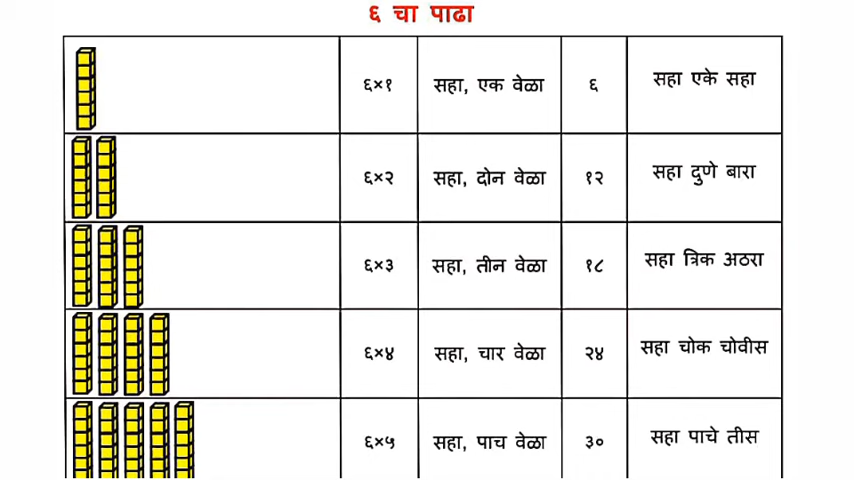 ६ चा पाढा
६×१ सहा, एक वेळा ६ सहा एके सहा
६×२ सहा, दोन वेळा १२ सहा दुणे बारा
६×३ सहा, तीन वेळा १८ सहा त्रिक अठरा
६×४ सहा, चार वेळा २४ सहा चोक चोवीस
६×५ सहा, पाच वेळा ३० सहा पाचे तीस